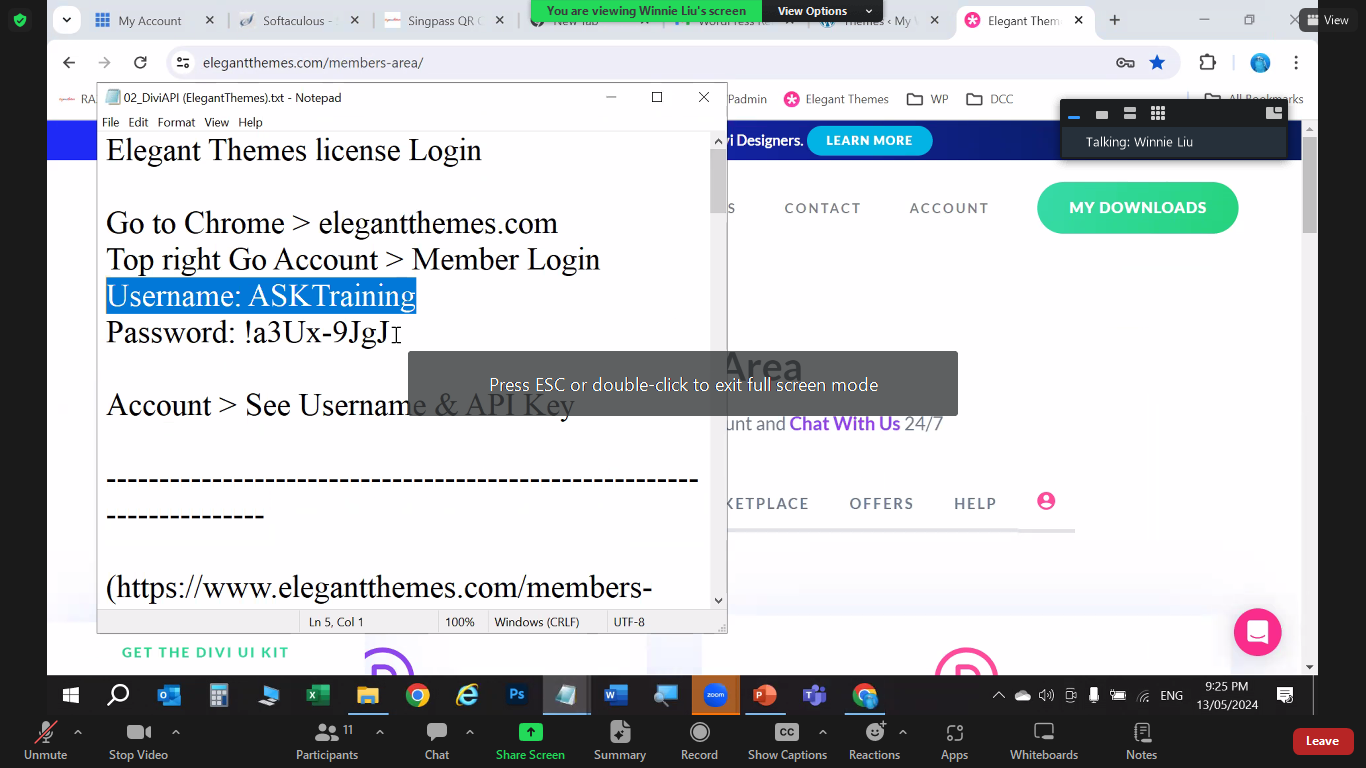 You are viewing Winnie Liu's screen
View Options
View
My Account
Softaculous -
Singpass QR C
New Tab
WordPress Re
Themes ‹ My
Elegant Them
elegantthemes.com/members-area/
RA
Padmin
Elegant Themes
WP
DCC
All Bookmarks
02_DiviAPI (ElegantThemes).txt - Notepad
File Edit Format View Help
Talking: Winnie Liu
vi Designers.
LEARN MORE
Elegant Themes license Login
S
CONTACT
ACCOUNT
MY DOWNLOADS
Go to Chrome > elegantthemes.com
Top right Go Account > Member Login
Username: ASKTraining
Password: !a3Ux-9JgJ
Area
Press ESC or double-click to exit full screen mode
Account > See Username & API Key
unt and Chat With Us 24/7
-------------------------------------------------------
---------------
KETPLACE
OFFERS
HELP
(https://www.elegantthemes.com/members-
Ln 5, Col 1
100%
Windows (CRLF)
UTF-8
GET THE DIVI UI KIT
ENG
9:25 PM
13/05/2024
Unmute
Stop Video
Participants
11
Chat
Share Screen
Summary
Record
Show Captions
Reactions
Apps
Whiteboards
Notes
Leave